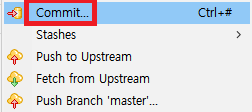 Commit... Ctrl+#
Stashes
Push to Upstream
Fetch from Upstream
Push Branch 'master'...